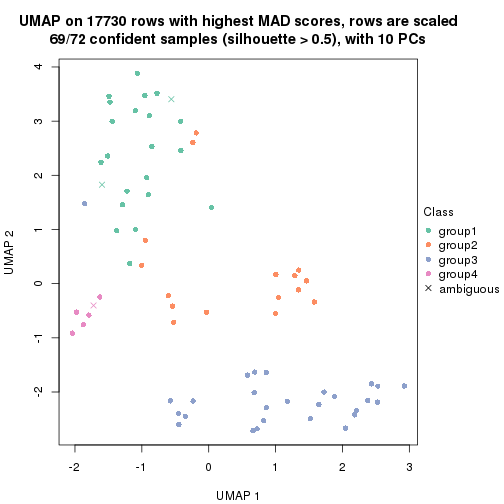 UMAP on 17730 rows with highest MAD scores, rows are scaled
69/72 confident samples (silhouette > 0.5), with 10 PCs
4
3
2
1
0
-1
-2
UMAP 2
-2
-1
0
1
2
3
UMAP 1
Class
group1
group2
group3
group4
ambiguous